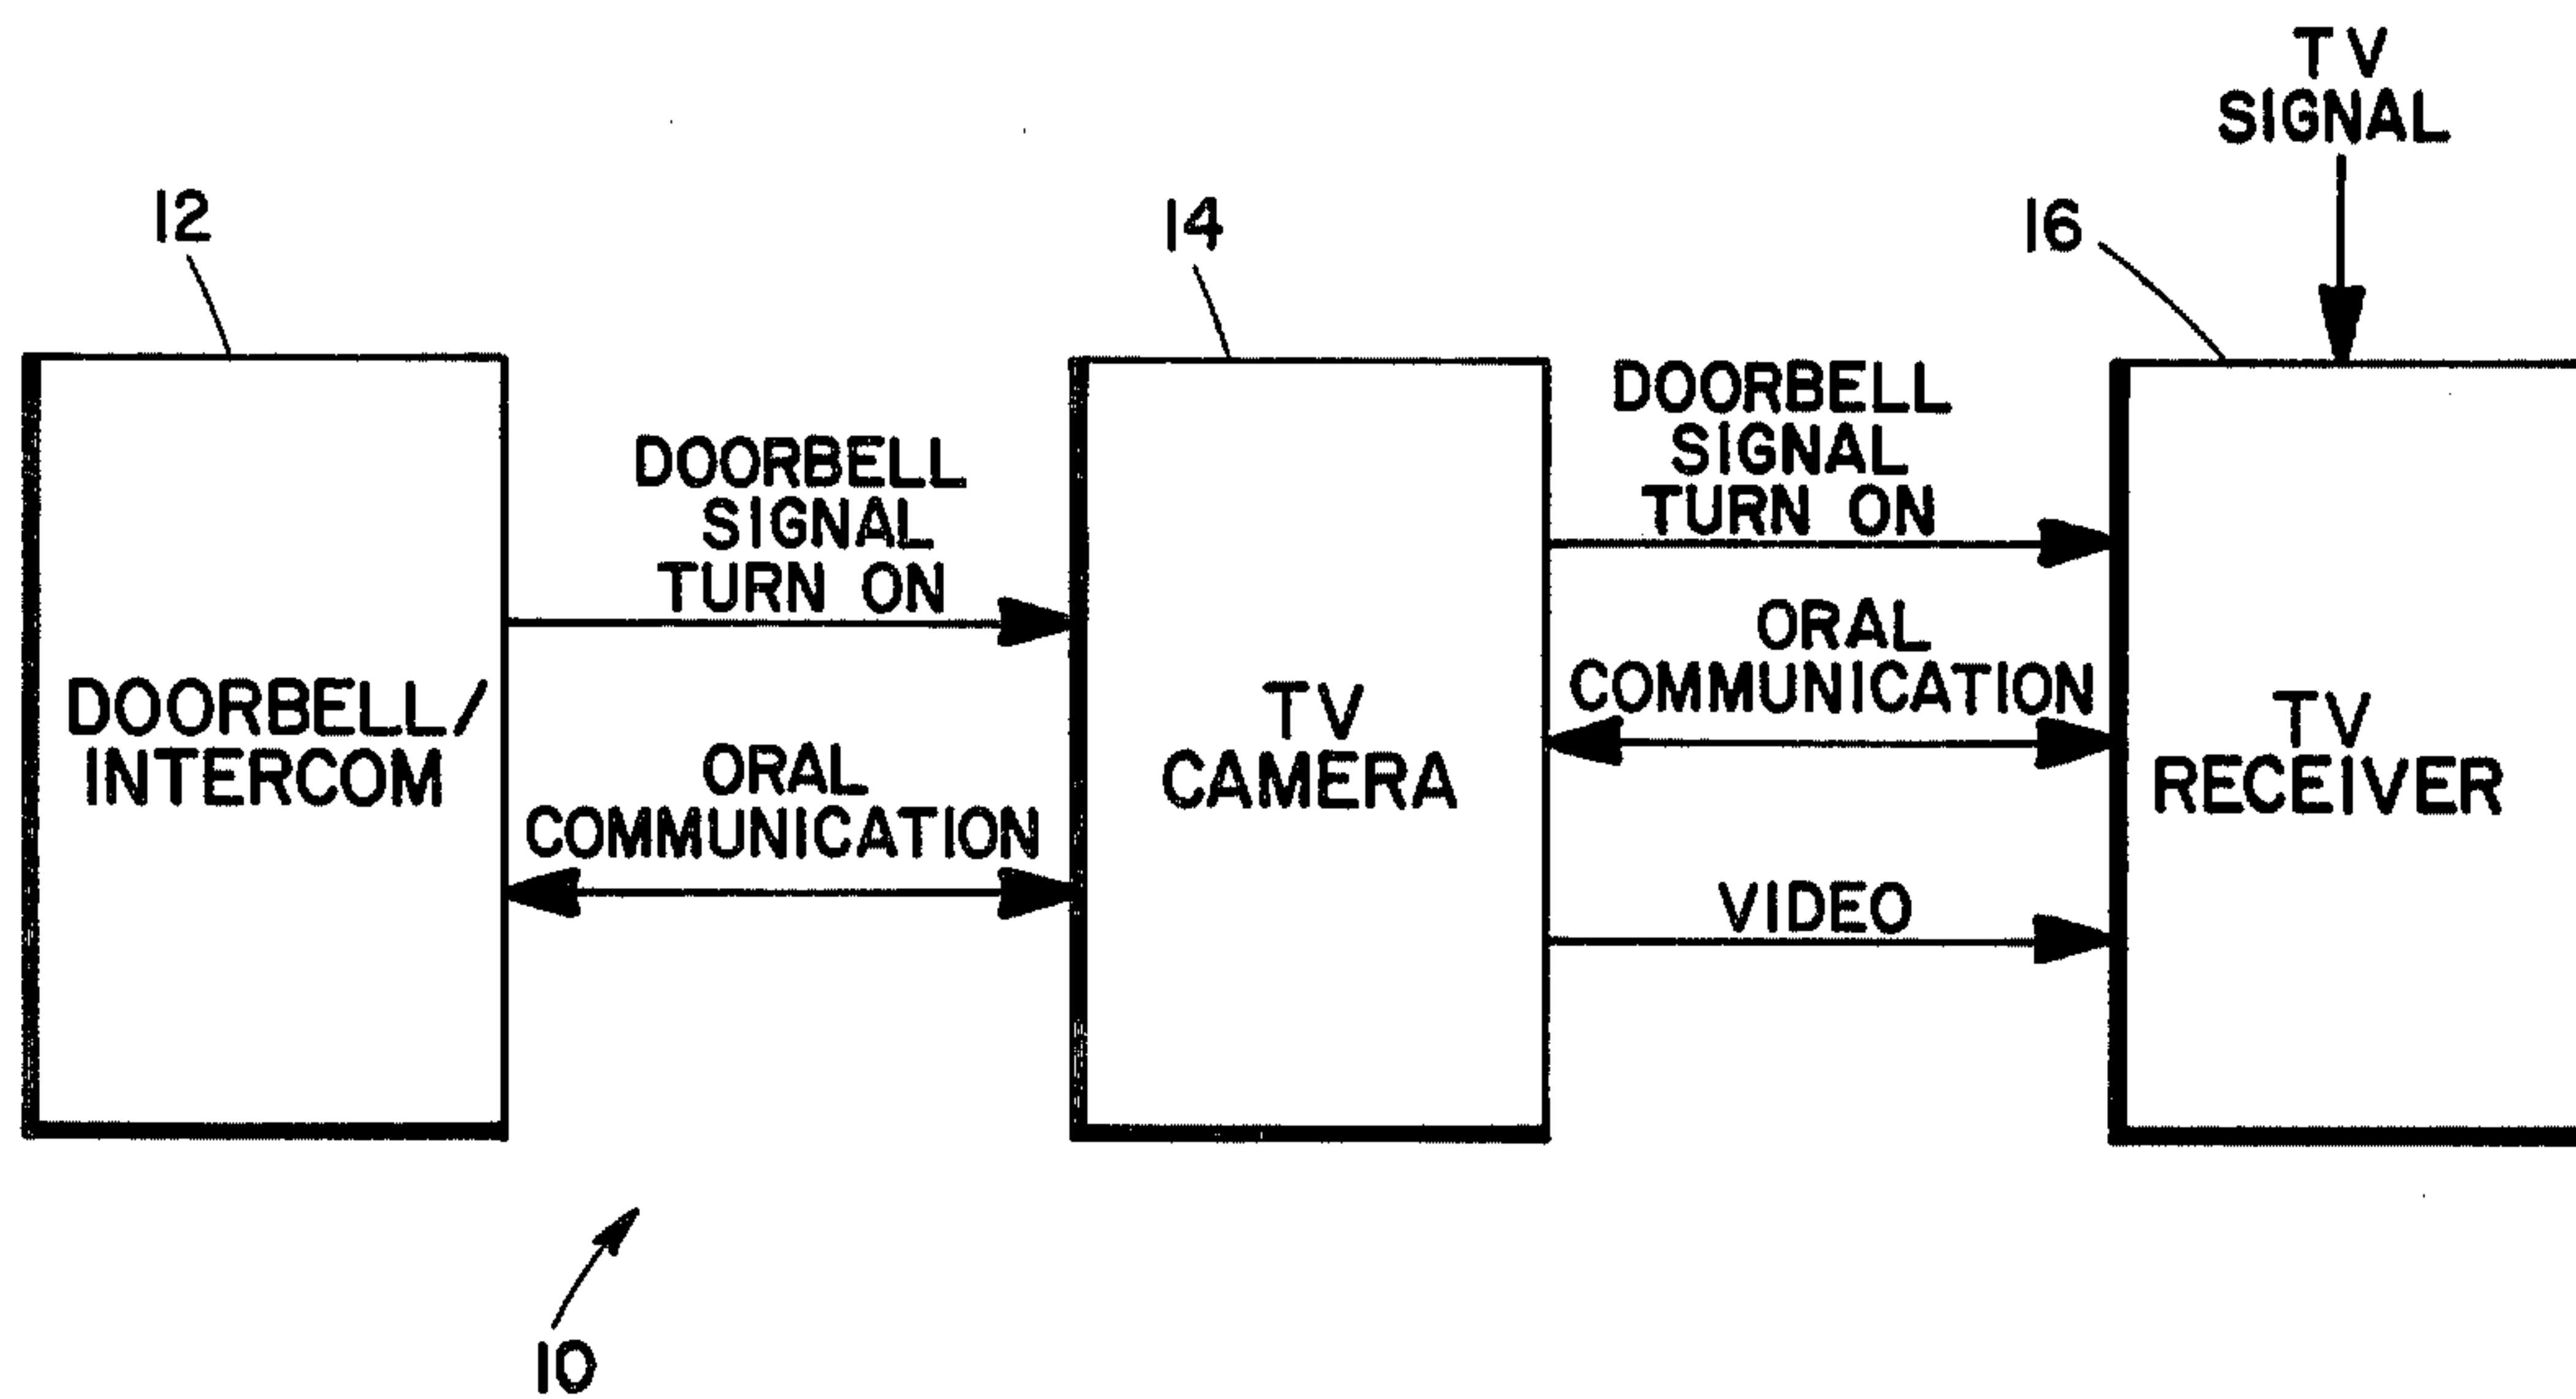 TV
SIGNAL
12
14
16
DOORBELL
SIGNAL
TURN ON
DOORBELL
SIGNAL
TURN ON
ORAL
COMMUNICATION
DOORBELL/
INTERCOM
TV
CAMERA
TV
RECEIVER
ORAL
COMMUNICATION
VIDEO
10